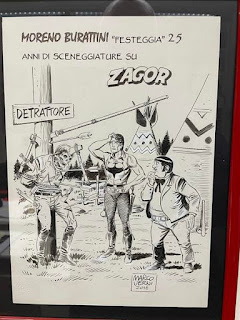 MORENO BURATTINI "FESTEGGIA" 25
ANNI DI SCENEGGIATURE SU
ZAGOR
DETRATTORE
MARCO
VERNI
2016